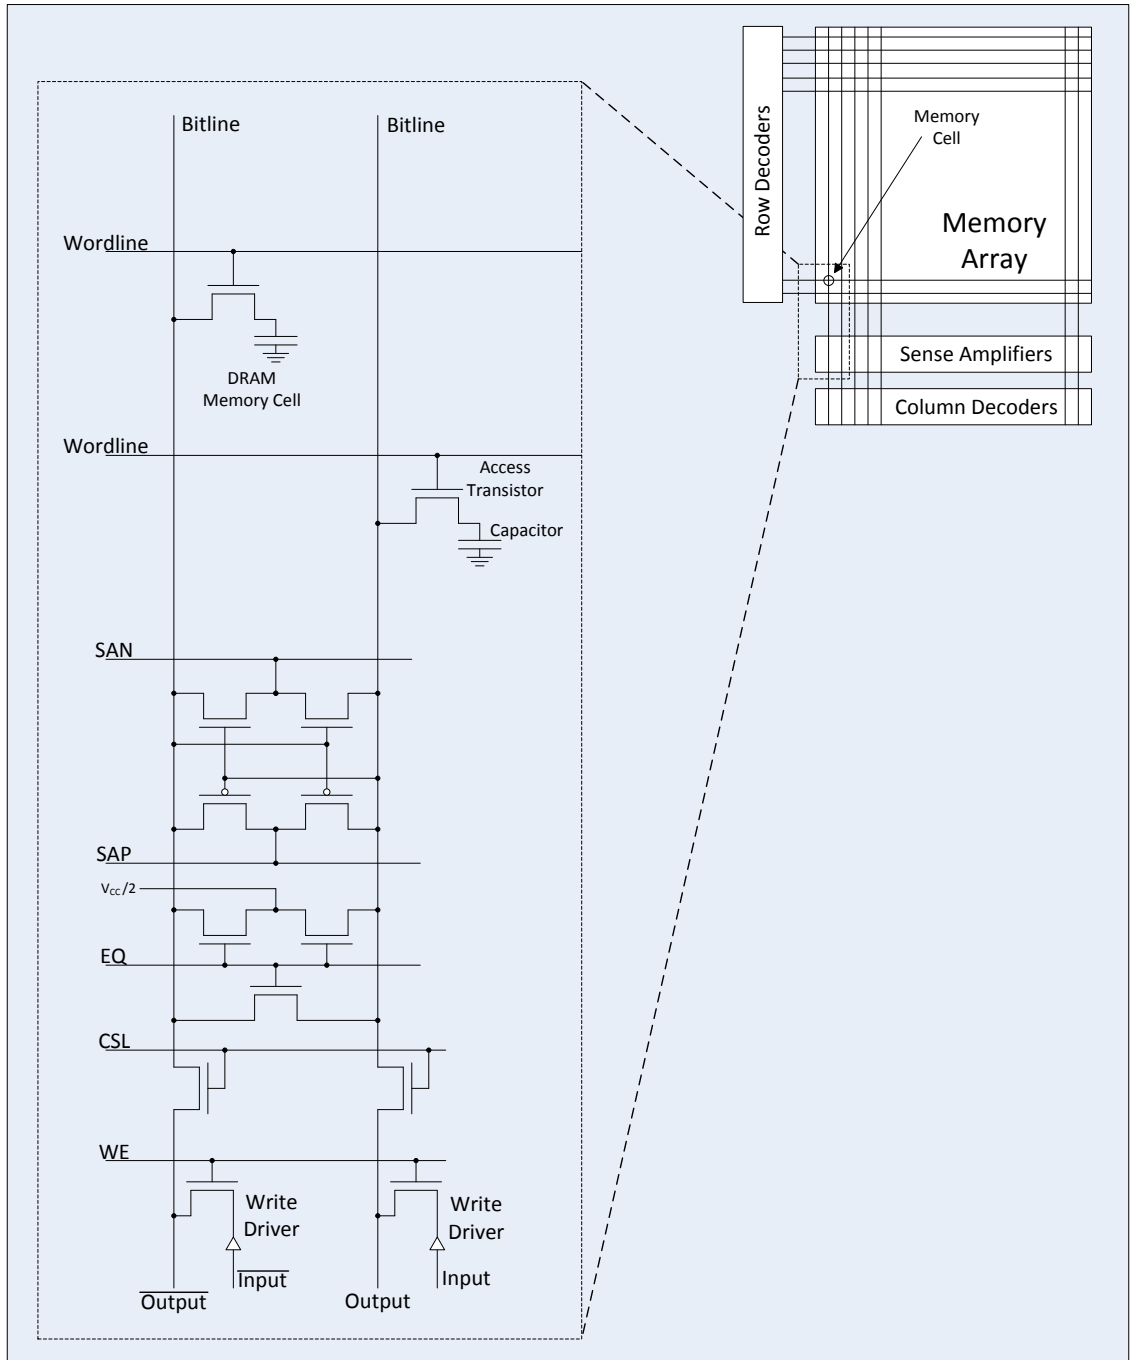 Bitline
Bitline
Wordline
DRAM
Memory Cell
Wordline
Access
Transistor
Capacitor
SAN
SAP
VCC/2
EQ
CSL
WE
Write
Driver
Write
Driver
Input
Input
Output
Output
Row Decoders
Memory
Cell
Memory
Array
Sense Amplifiers
Column Decoders